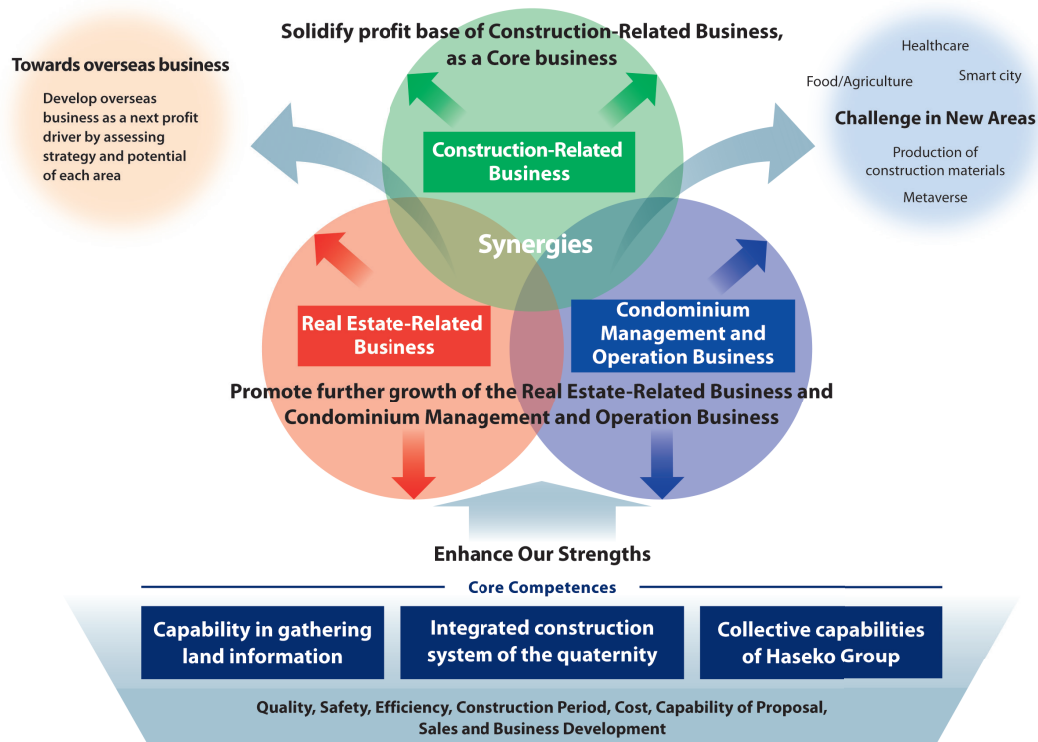 Solidify profit base of Construction-Related Business,
as a Core business
Towards overseas business
Develop overseas
business as a next profit
driver by assessing
strategy and potential
of each area
Healthcare
Food/Agriculture
Smart city
Challenge in New Areas
Production of
construction materials
Metaverse
Construction-Related
Business
Synergies
Real Estate-Related
Business
Condominium
Management and
Operation Business
Promote further growth of the Real Estate-Related Business and
Condominium Management and Operation Business
Enhance Our Strengths
Core Competences
Capability in gathering
land information
Integrated construction
system of the quaternity
Collective capabilities
of Haseko Group
Quality, Safety, Efficiency, Construction Period, Cost, Capability of Proposal,
Sales and Business Development